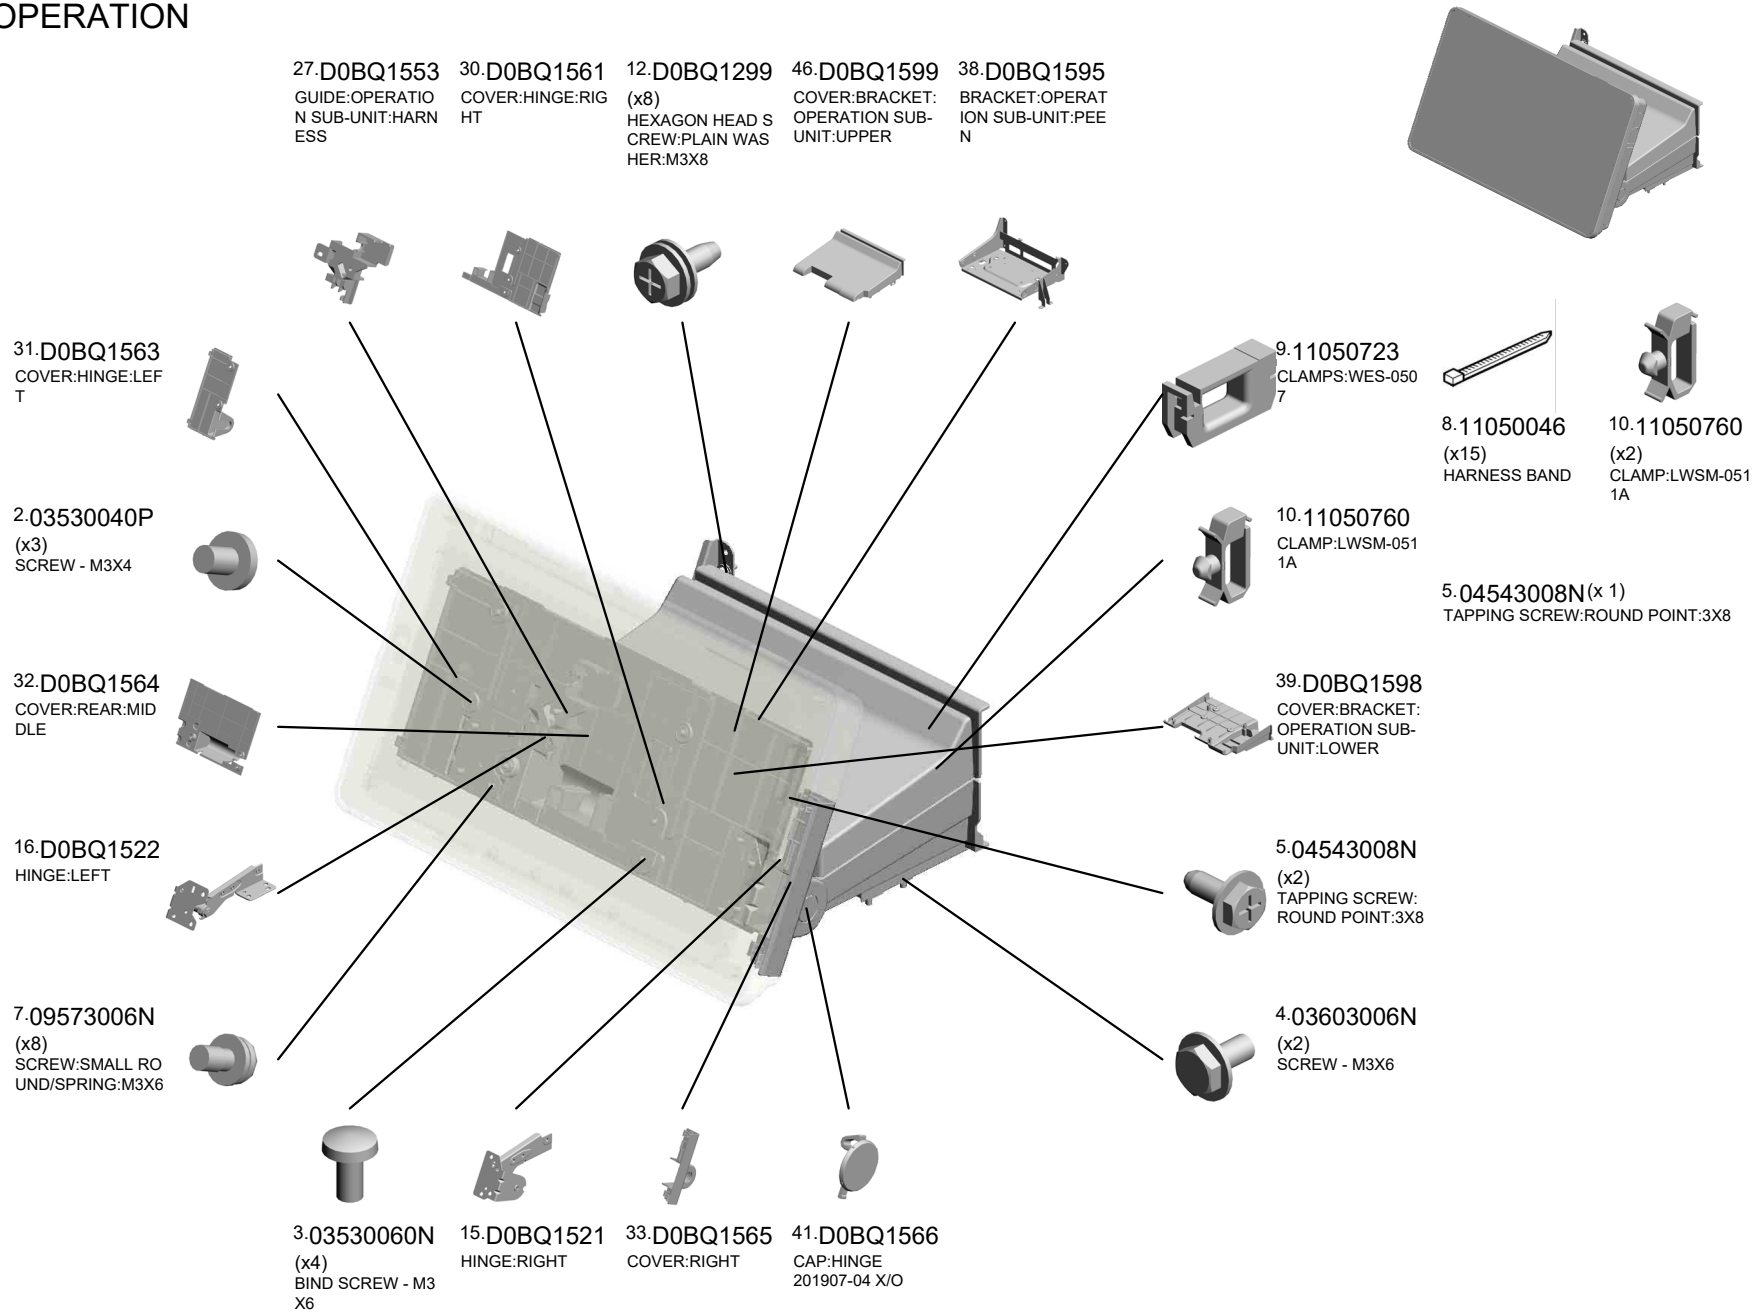 OPERATION
27.D0BQ1553
GUIDE:OPERATIO
N SUB-UNIT:HARN
ESS
30.D0BQ1561
COVER:HINGE:RIG
HT
12.D0BQ1299
(x8)
HEXAGON HEAD S
CREW:PLAIN WAS
HER:M3X8
46.D0BQ1599
COVER:BRACKET:
OPERATION SUB-
UNIT:UPPER
38.D0BQ1595
BRACKET:OPERAT
ION SUB-UNIT:PEE
N
31.D0BQ1563
COVER:HINGE:LEF
T
2.03530040P
(x3)
SCREW - M3X4
32.D0BQ1564
COVER:REAR:MID
DLE
16.D0BQ1522
HINGE:LEFT
7.09573006N
(x8)
SCREW:SMALL RO
UND/SPRING:M3X6
9.11050723
CLAMPS:WES-050
7
8.11050046
(x15)
HARNESS BAND
10.11050760
(x2)
CLAMP:LWSM-051
1A
10.11050760
CLAMP:LWSM-051
1A
5.04543008N(x 1)
TAPPING SCREW:ROUND POINT:3X8
39.D0BQ1598
COVER:BRACKET:
OPERATION SUB-
UNIT:LOWER
5.04543008N
(x2)
TAPPING SCREW:
ROUND POINT:3X8
4.03603006N
(x2)
SCREW - M3X6
3.03530060N
(x4)
BIND SCREW - M3
X6
15.D0BQ1521
HINGE:RIGHT
33.D0BQ1565
COVER:RIGHT
41.D0BQ1566
CAP:HINGE
201907-04 X/O